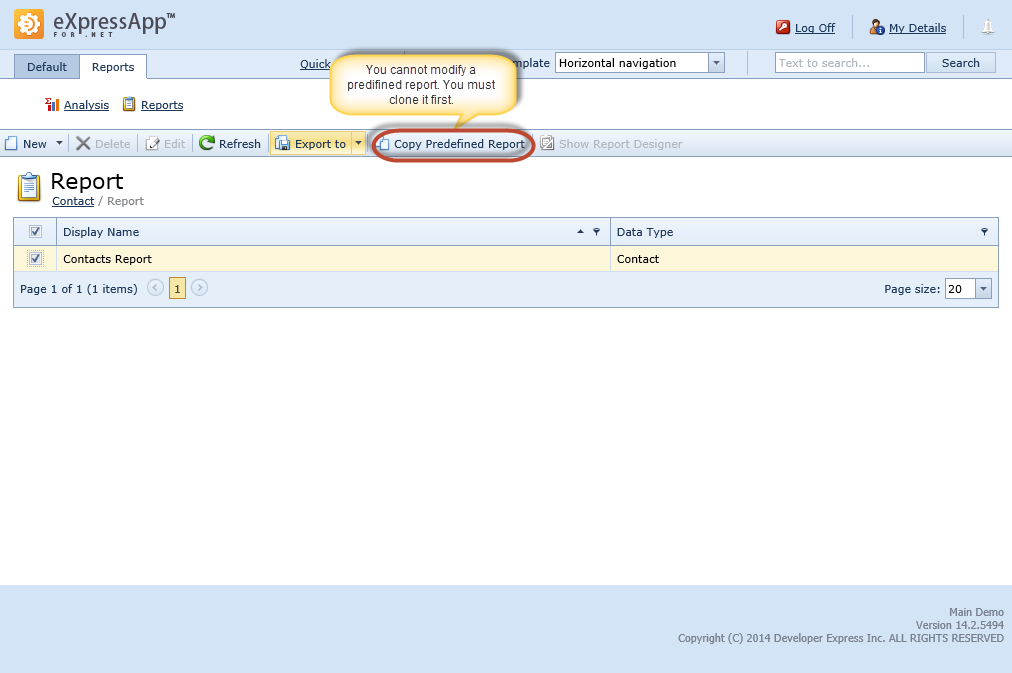 eXpressApp™
FOR .NET
Log Off
My Details
Default
Reports
Quick
mplate
Horizontal navigation
Text to search...
Search
You cannot modify a
predifined report. You must
clone it first.
Analysis
Reports
New
Delete
Edit
Refresh
Export to
Copy Predefined Report
Show Report Designer
Report
Contact / Report
Display Name
Data Type
Contacts Report
Contact
Page 1 of 1 (1 items)
1
Page size:
20
Main Demo
Version 14.2.5494
Copyright (C) 2014 Developer Express Inc. ALL RIGHTS RESERVED